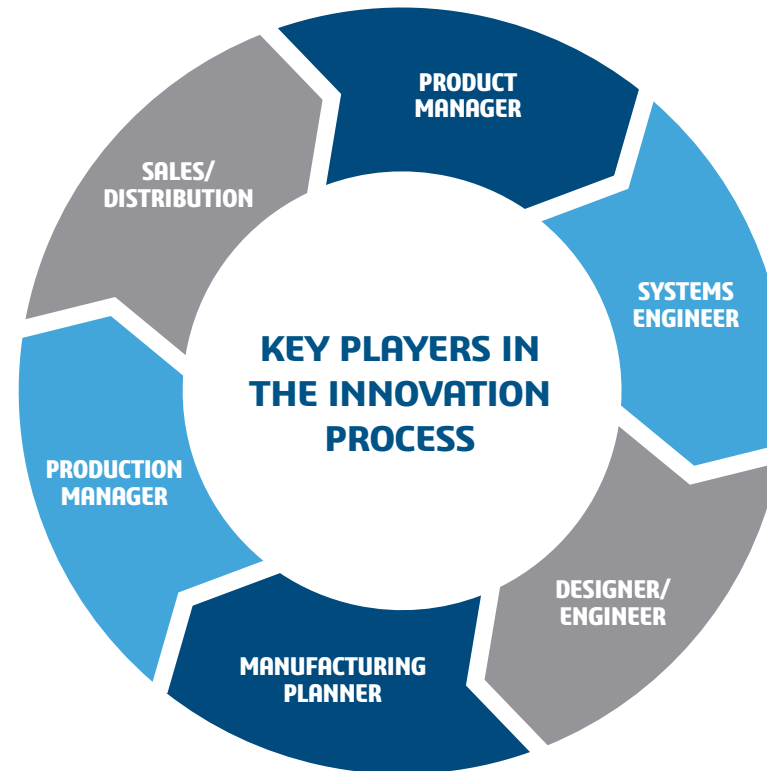 PRODUCT
MANAGER
SYSTEMS
ENGINEER
DESIGNER/
ENGINEER
MANUFACTURING
PLANNER
PRODUCTION
MANAGER
SALES/
DISTRIBUTION
KEY PLAYERS IN
THE INNOVATION
PROCESS